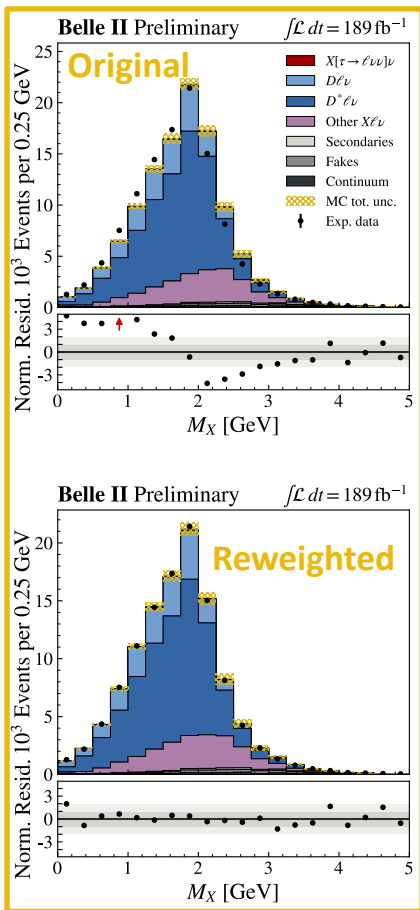 Belle II Preliminary ∫ℒ dt = 189 fb⁻¹
Original
X[τ → ℓνν]ν
Dℓν
D*ℓν
Other Xℓν
Secondaries
Fakes
Continuum
MC tot. unc.
Exp. data
10³ Events per 0.25 GeV
25
20
15
10
5
0
Norm. Resid.
3
0
-3
0 1 2 3 4 5
M_X [GeV]
Belle II Preliminary ∫ℒ dt = 189 fb⁻¹
Reweighted
10³ Events per 0.25 GeV
20
15
10
5
0
Norm. Resid.
3
0
-3
0 1 2 3 4 5
M_X [GeV]